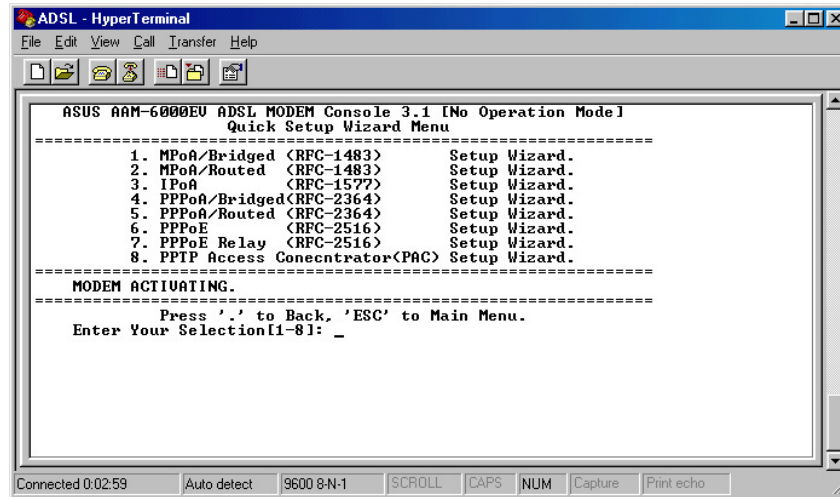 ADSL - HyperTerminal
File Edit View Call Transfer Help
ASUS AAM-6000EV ADSL MODEM Console 3.1 [No Operation Mode]
Quick Setup Wizard Menu
================================================================
1. MPoA/Bridged (RFC-1483) Setup Wizard.
2. MPoA/Routed (RFC-1483) Setup Wizard.
3. IPoA (RFC-1577) Setup Wizard.
4. PPPoA/Bridged(RFC-2364) Setup Wizard.
5. PPPoA/Routed (RFC-2364) Setup Wizard.
6. PPPoE (RFC-2516) Setup Wizard.
7. PPPoE Relay (RFC-2516) Setup Wizard.
8. PPTP Access Conecntrator(PAC) Setup Wizard.
================================================================
MODEM ACTIVATING.
================================================================
Press '.' to Back, 'ESC' to Main Menu.
Enter Your Selection[1-8]: _
Connected 0:02:59 Auto detect 9600 8-N-1 SCROLL CAPS NUM Capture Print echo